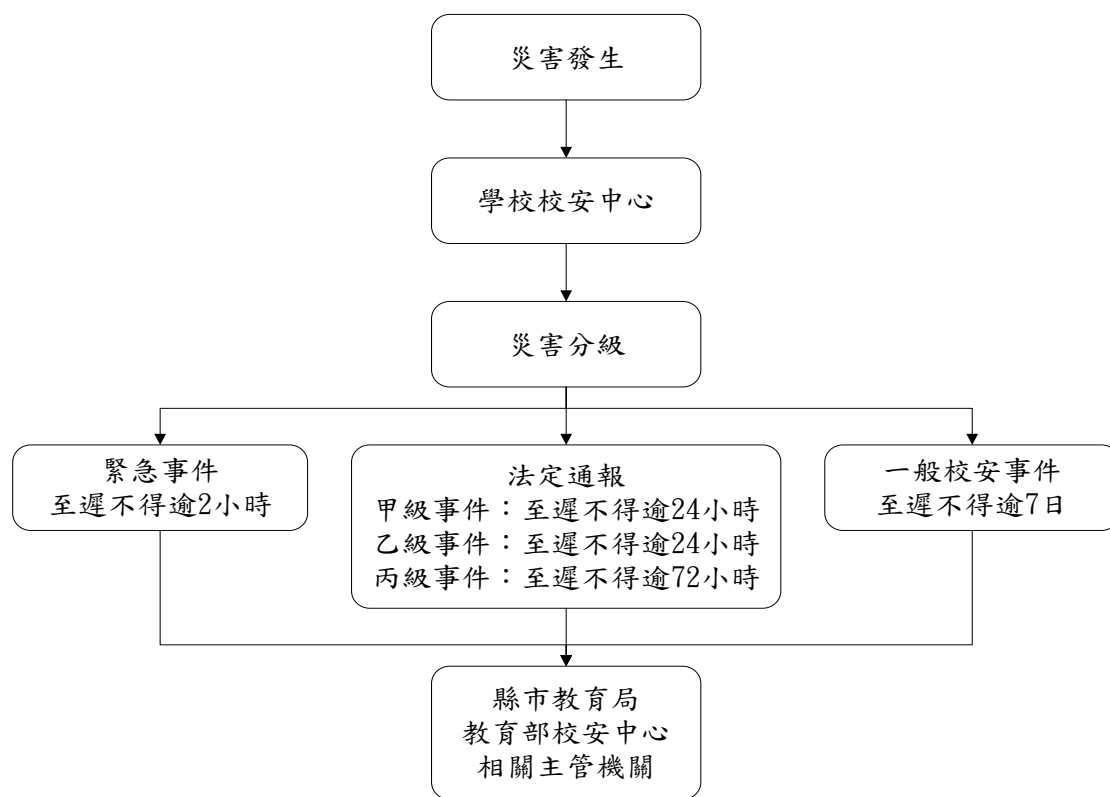 災害發生
學校校安中心
災害分級
緊急事件
至遲不得逾2小時
法定通報
甲級事件：至遲不得逾24小時
乙級事件：至遲不得逾24小時
丙級事件：至遲不得逾72小時
一般校安事件
至遲不得逾7日
縣市教育局
教育部校安中心
相關主管機關